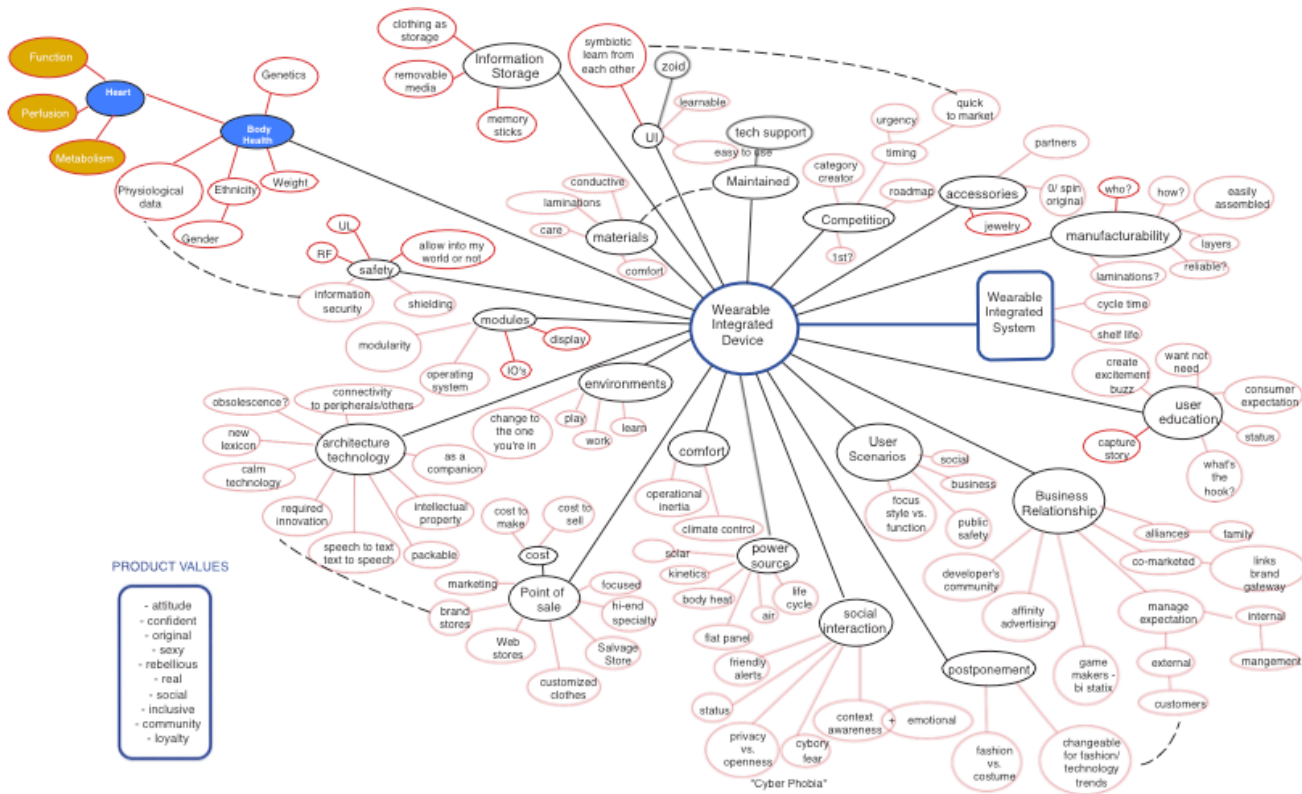 clothing as
storage
Information
Storage
removable
media
memory
sticks
symbiotic
learn from
each other
zoid
learnable
UI
easy to use
tech support
Maintained
Function
Heart
Perfusion
Metabolism
Genetics
Body
Health
Physiological
data
Ethnicity
Weight
Gender
conductive
laminations
care
materials
comfort
UI
RF
safety
allow into my
world or not
information
security
shielding
urgency
quick
to market
timing
category
creator
roadmap
Competition
1st?
partners
accessories
0/ spin
original
jewelry
who?
how?
easily
assembled
manufacturability
layers
reliable?
laminations?
Wearable
Integrated
Device
Wearable
Integrated
System
cycle time
shelf life
modules
modularity
display
IO's
operating
system
environments
change to
the one
you're in
play
work
learn
create
excitement
buzz
want not
need
consumer
expectation
user
education
status
capture
story
what's
the
hook?
obsolescence?
connectivity
to peripherals/others
new
lexicon
architecture
technology
calm
technology
as a
companion
required
innovation
intellectual
property
speech to text
text to speech
packable
comfort
operational
inertia
climate control
User
Scenarios
social
business
focus
style vs.
function
public
safety
Business
Relationship
alliances
family
co-marketed
links
brand
gateway
developer's
community
affinity
advertising
manage
expectation
internal
mangement
external
customers
game
makers -
bi statix
cost to
make
cost to
sell
cost
Point of
sale
marketing
focused
brand
stores
hi-end
specialty
Web
stores
Salvage
Store
customized
clothes
power
source
solar
kinetics
body heat
flat panel
air
life
cycle
social
interaction
friendly
alerts
status
privacy
vs.
openness
cybory
fear
"Cyber Phobia"
context
awareness
+
emotional
postponement
fashion
vs.
costume
changeable
for fashion/
technology
trends
PRODUCT VALUES
- attitude
- confident
- original
- sexy
- rebellious
- real
- social
- inclusive
- community
- loyalty